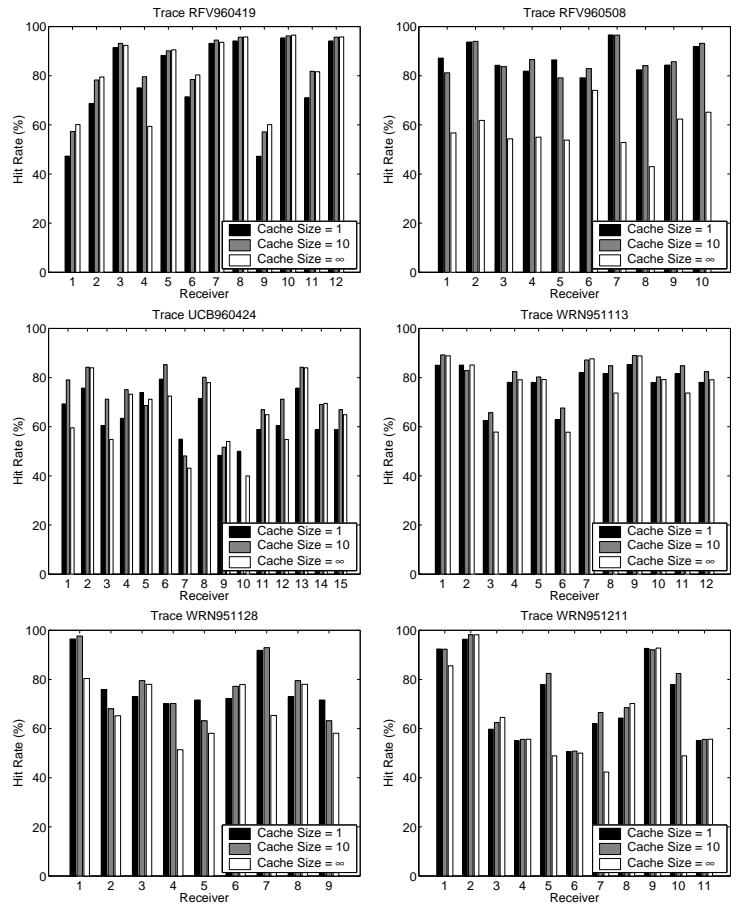 Trace RFV960419
100
80
60
40
20
0
Hit Rate (%)
Cache Size = 1
Cache Size = 10
Cache Size = ∞
1 2 3 4 5 6 7 8 9 10 11 12
Receiver
Trace RFV960508
100
80
60
40
20
0
Hit Rate (%)
Cache Size = 1
Cache Size = 10
Cache Size = ∞
1 2 3 4 5 6 7 8 9 10
Receiver
Trace UCB960424
100
80
60
40
20
0
Hit Rate (%)
Cache Size = 1
Cache Size = 10
Cache Size = ∞
1 2 3 4 5 6 7 8 9 10 11 12 13 14 15
Receiver
Trace WRN951113
100
80
60
40
20
0
Hit Rate (%)
Cache Size = 1
Cache Size = 10
Cache Size = ∞
1 2 3 4 5 6 7 8 9 10 11 12
Receiver
Trace WRN951128
100
80
60
40
20
0
Hit Rate (%)
Cache Size = 1
Cache Size = 10
Cache Size = ∞
1 2 3 4 5 6 7 8 9
Receiver
Trace WRN951211
100
80
60
40
20
0
Hit Rate (%)
Cache Size = 1
Cache Size = 10
Cache Size = ∞
1 2 3 4 5 6 7 8 9 10 11
Receiver